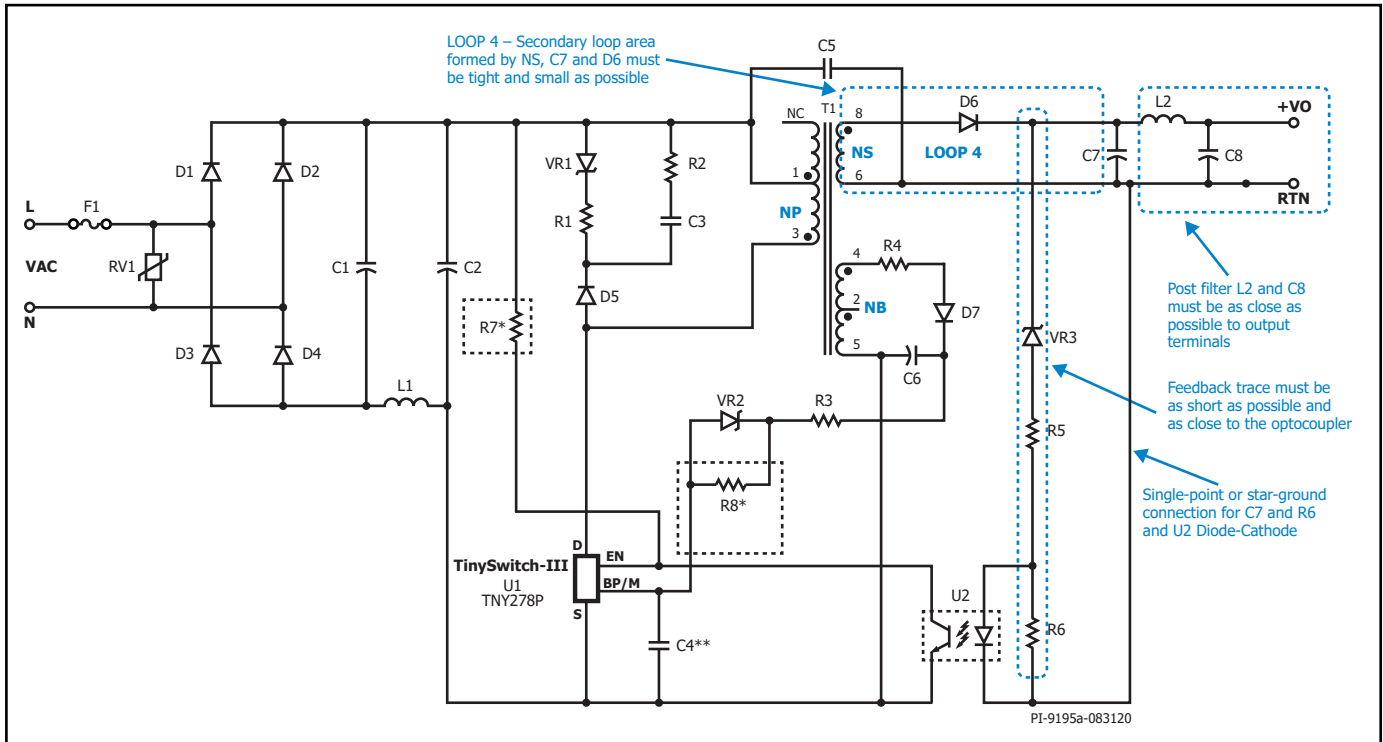 LOOP 4 – Secondary loop area
formed by NS, C7 and D6 must
be tight and small as possible
C5
T1
NC
8
D6
L2
+VO
NS
LOOP 4
C7
C8
1
6
RTN
NP
3
D1
D2
VR1
R2
L
F1
R1
C3
VAC
RV1
C1
C2
N
D5
R4
4
2
NB
D7
5
C6
R7*
D3
D4
L1
VR2
R3
R8*
VR3
Post filter L2 and C8
must be as close as
possible to output
terminals
Feedback trace must be
as short as possible and
as close to the optocoupler
R5
Single-point or star-ground
connection for C7 and R6
and U2 Diode-Cathode
D
EN
TinySwitch-III
U1
BP/M
TNY278P
S
U2
C4**
R6
PI-9195a-083120